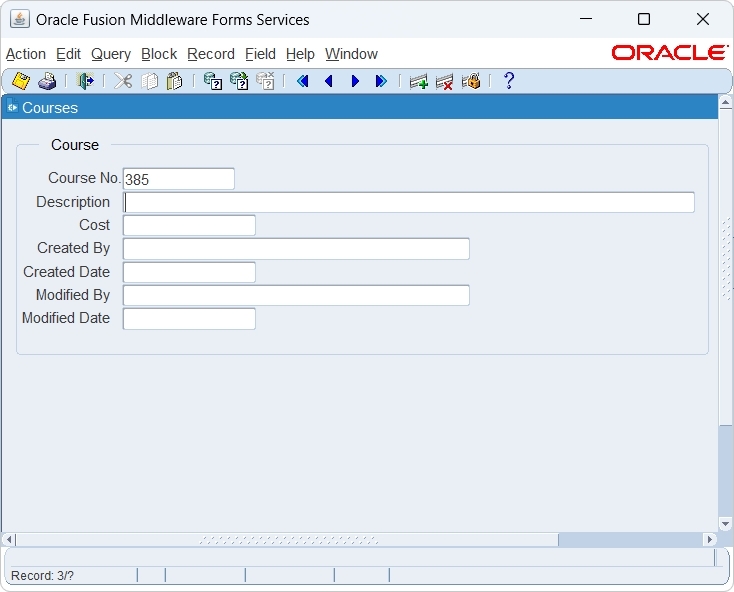 Oracle Fusion Middleware Forms Services
Action Edit Query Block Record Field Help Window ORACLE
Courses
Course
Course No. 385
Description
Cost
Created By
Created Date
Modified By
Modified Date
Record: 3/?